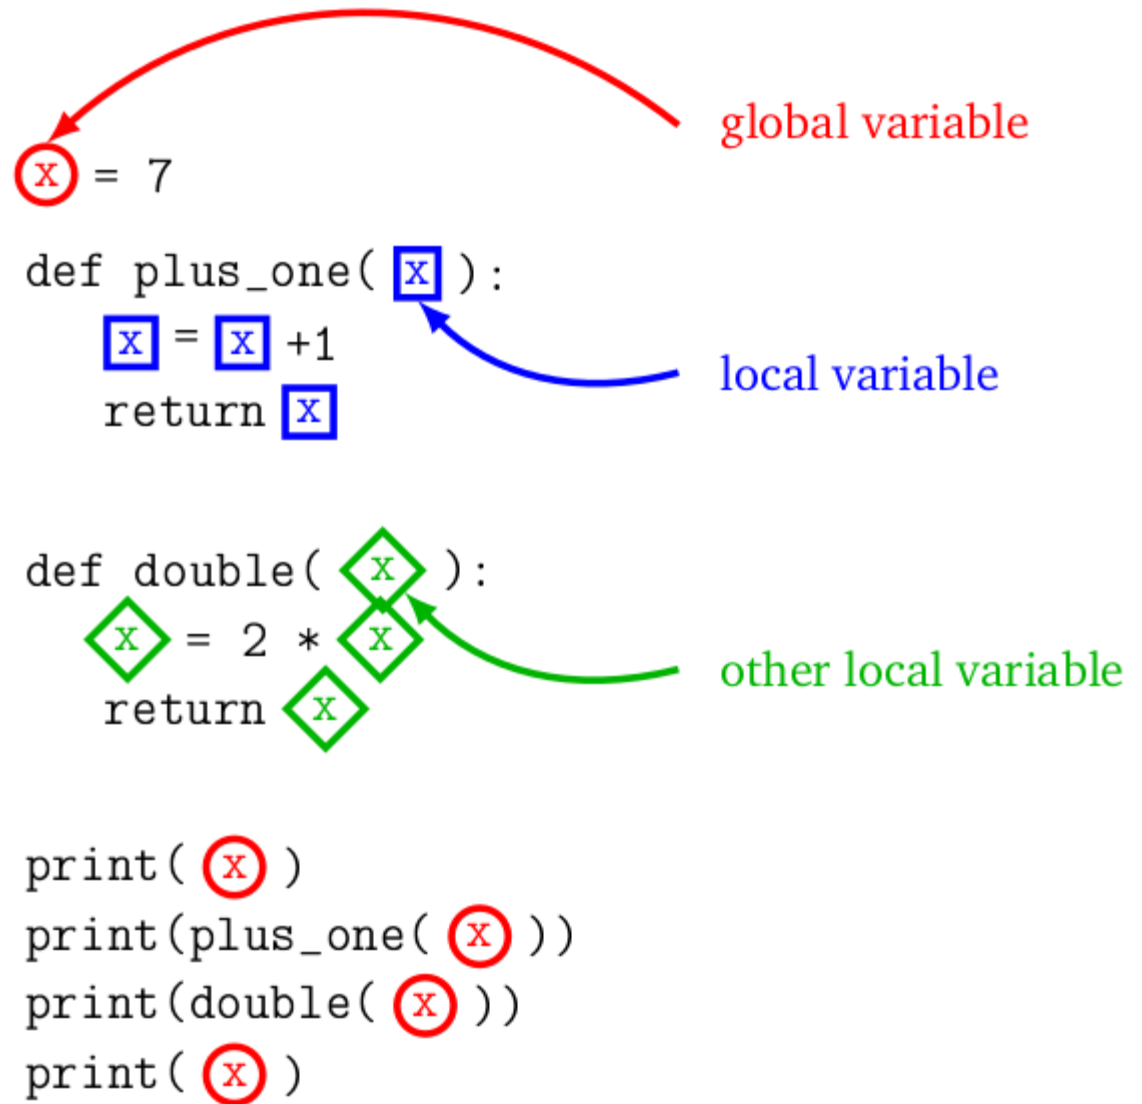 global variable
x = 7
def plus_one( x ):
x = x +1
local variable
return x
def double( x ):
x = 2 * x
other local variable
return x
print( x )
print(plus_one( x ))
print(double( x ))
print( x )